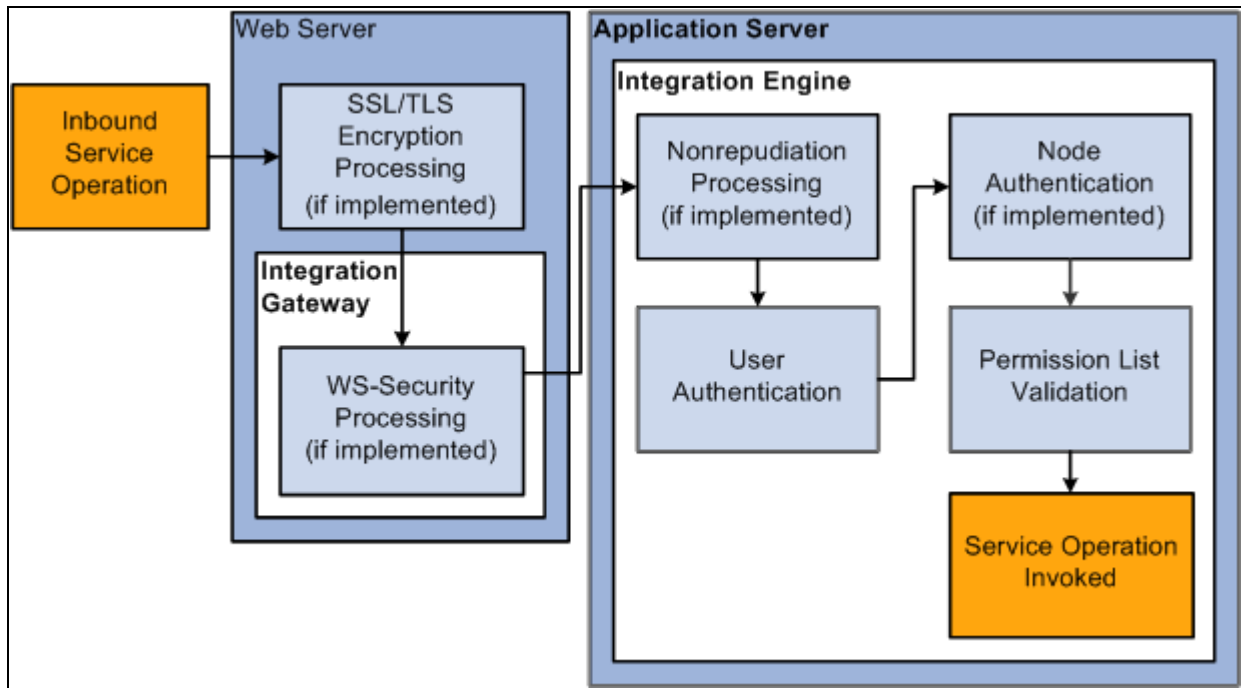 Web Server
Application Server
Inbound
Service
Operation
SSL/TLS
Encryption
Processing
(if implemented)
Integration
Gateway
WS-Security
Processing
(if implemented)
Integration Engine
Nonrepudiation
Processing
(if implemented)
User
Authentication
Node
Authentication
(if implemented)
Permission List
Validation
Service Operation
Invoked